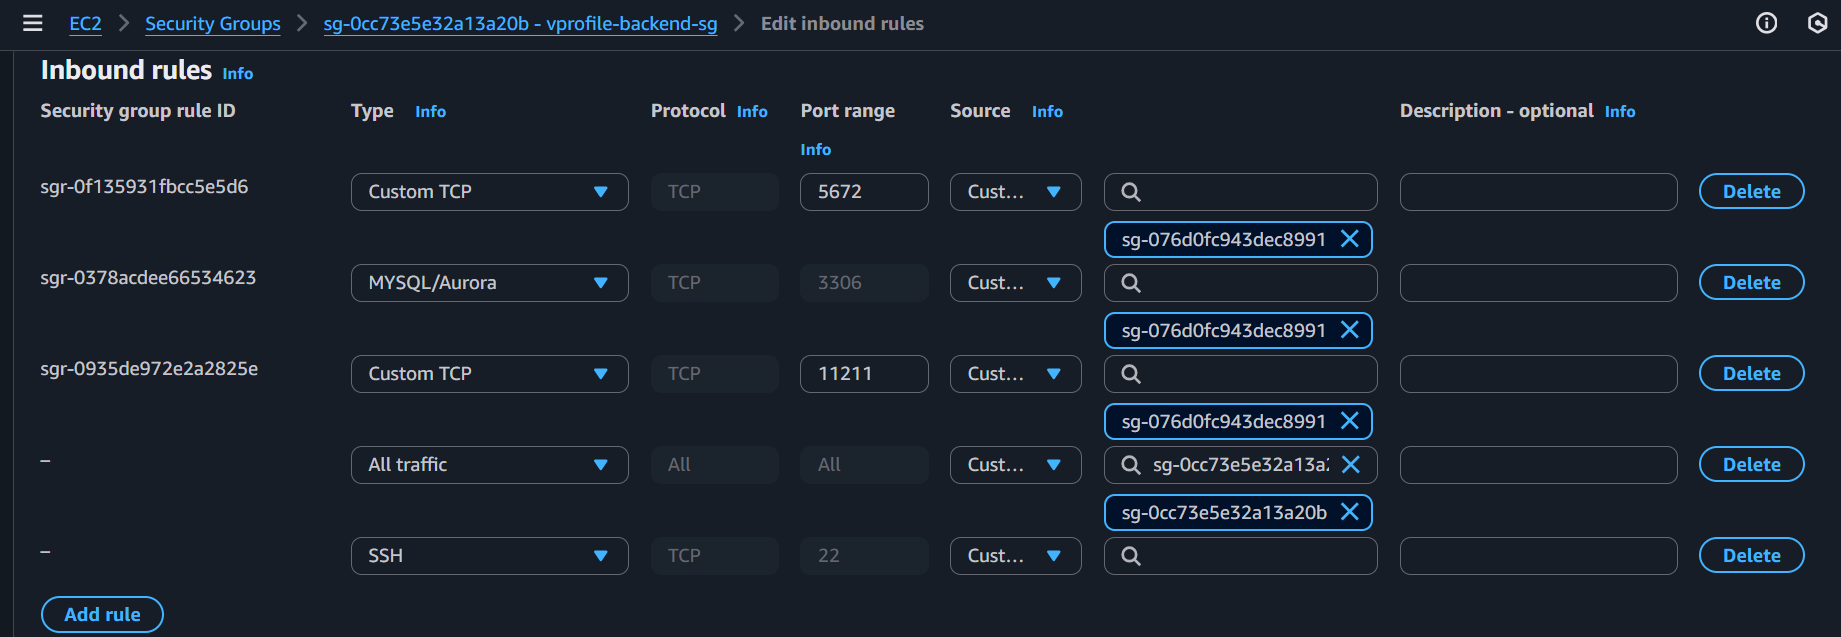 EC2 > Security Groups > sg-0cc73e5e32a13a20b - vprofile-backend-sg > Edit inbound rules
Inbound rules Info
Security group rule ID Type Info Protocol Info Port range Info Source Info Description - optional Info
sgr-0f135931fbcc5e5d6 Custom TCP TCP 5672 Cust... Delete
sg-076d0fc943dec8991
sgr-0378acdee66534623 MYSQL/Aurora TCP 3306 Cust... Delete
sg-076d0fc943dec8991
sgr-0935de972e2a2825e Custom TCP TCP 11211 Cust... Delete
sg-076d0fc943dec8991
– All traffic All All Cust... sg-0cc73e5e32a13a2 Delete
sg-0cc73e5e32a13a20b
– SSH TCP 22 Cust... Delete
Add rule